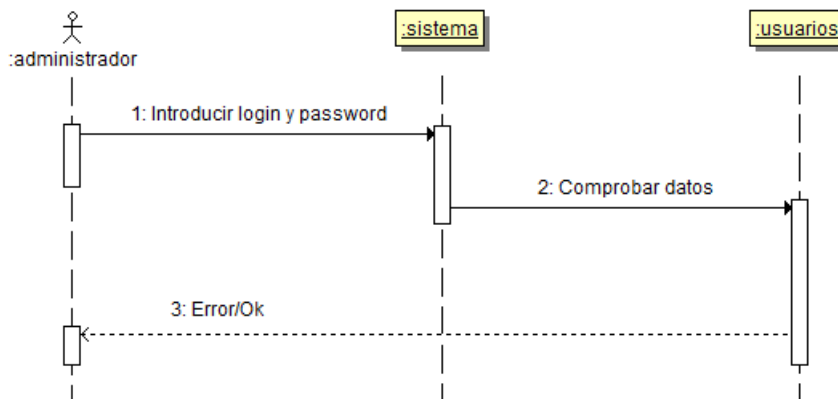 :sistema
:usuarios
:administrador
1: Introducir login y password
2: Comprobar datos
3: Error/Ok